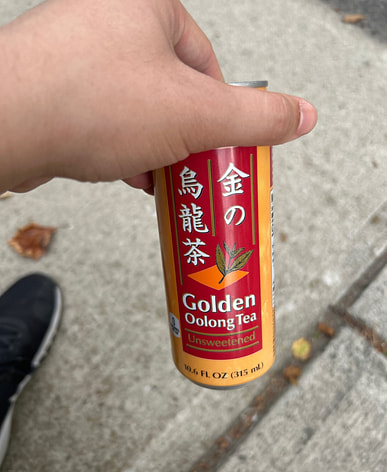 金の
烏龍茶
Golden
Oolong Tea
Unsweetened
10.6 FL OZ (315 mL)